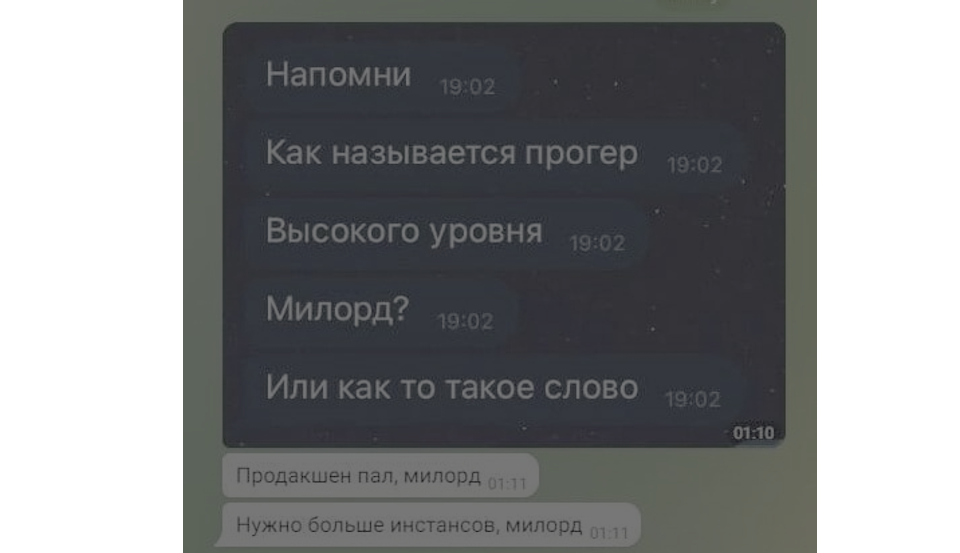 Напомни 19:02
Как называется прогер 19:02
Высокого уровня 19:02
Милорд? 19:02
Или как то такое слово 19:02
01:10
Продакшен пал, милорд 01:11
Нужно больше инстансов, милорд 01:11